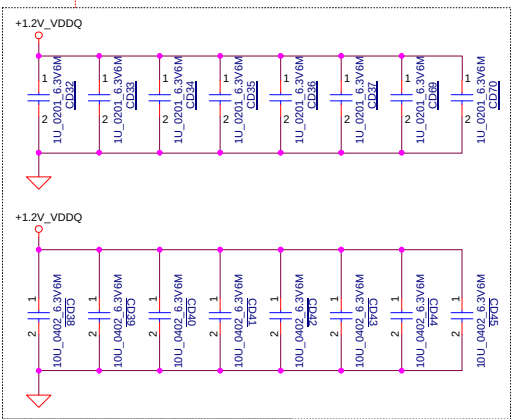 +1.2V_VDDQ
1 2 1U_0201_6.3V6M CD32
1 2 1U_0201_6.3V6M CD33
1 2 1U_0201_6.3V6M CD34
1 2 1U_0201_6.3V6M CD35
1 2 1U_0201_6.3V6M CD36
1 2 1U_0201_6.3V6M CD37
1 2 1U_0201_6.3V6M CD69
1 2 1U_0201_6.3V6M CD70
+1.2V_VDDQ
1 2 10U_0402_6.3V6M CD38
1 2 10U_0402_6.3V6M CD39
1 2 10U_0402_6.3V6M CD40
1 2 10U_0402_6.3V6M CD41
1 2 10U_0402_6.3V6M CD42
1 2 10U_0402_6.3V6M CD43
1 2 10U_0402_6.3V6M CD44
1 2 10U_0402_6.3V6M CD45